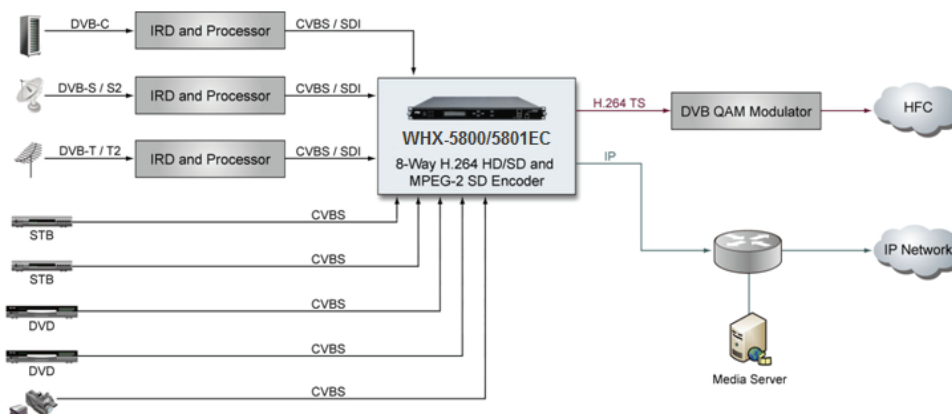 DVB-C
IRD and Processor
CVBS / SDI
DVB-S / S2
IRD and Processor
CVBS / SDI
DVB-T / T2
IRD and Processor
CVBS / SDI
WHX-5800/5801EC
8-Way H.264 HD/SD and
MPEG-2 SD Encoder
H.264 TS
DVB QAM Modulator
HFC
IP
IP Network
Media Server
CVBS
STB
CVBS
STB
CVBS
DVD
CVBS
DVD
CVBS